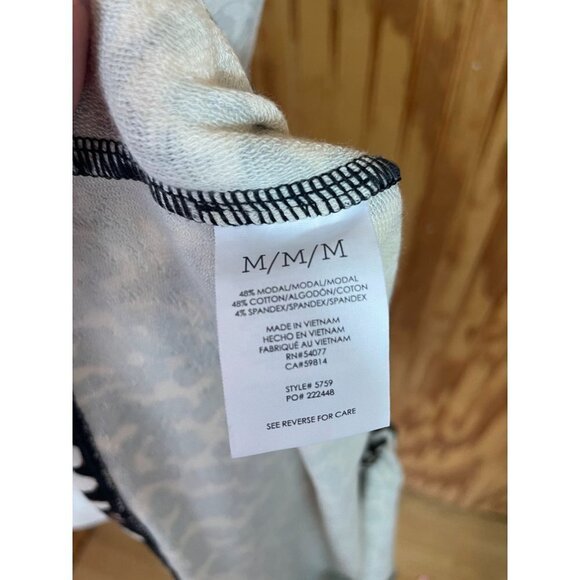 M/M/M
48% MODAL/MODAL/MODAL
48% COTTON/ALGODÓN/COTON
4% SPANDEX/SPANDEX/SPANDEX
MADE IN VIETNAM
HECHO EN VIETNAM
FABRIQUÉ AU VIETNAM
RN#54077
CA#59814
STYLE# 5759
PO# 222448
SEE REVERSE FOR CARE